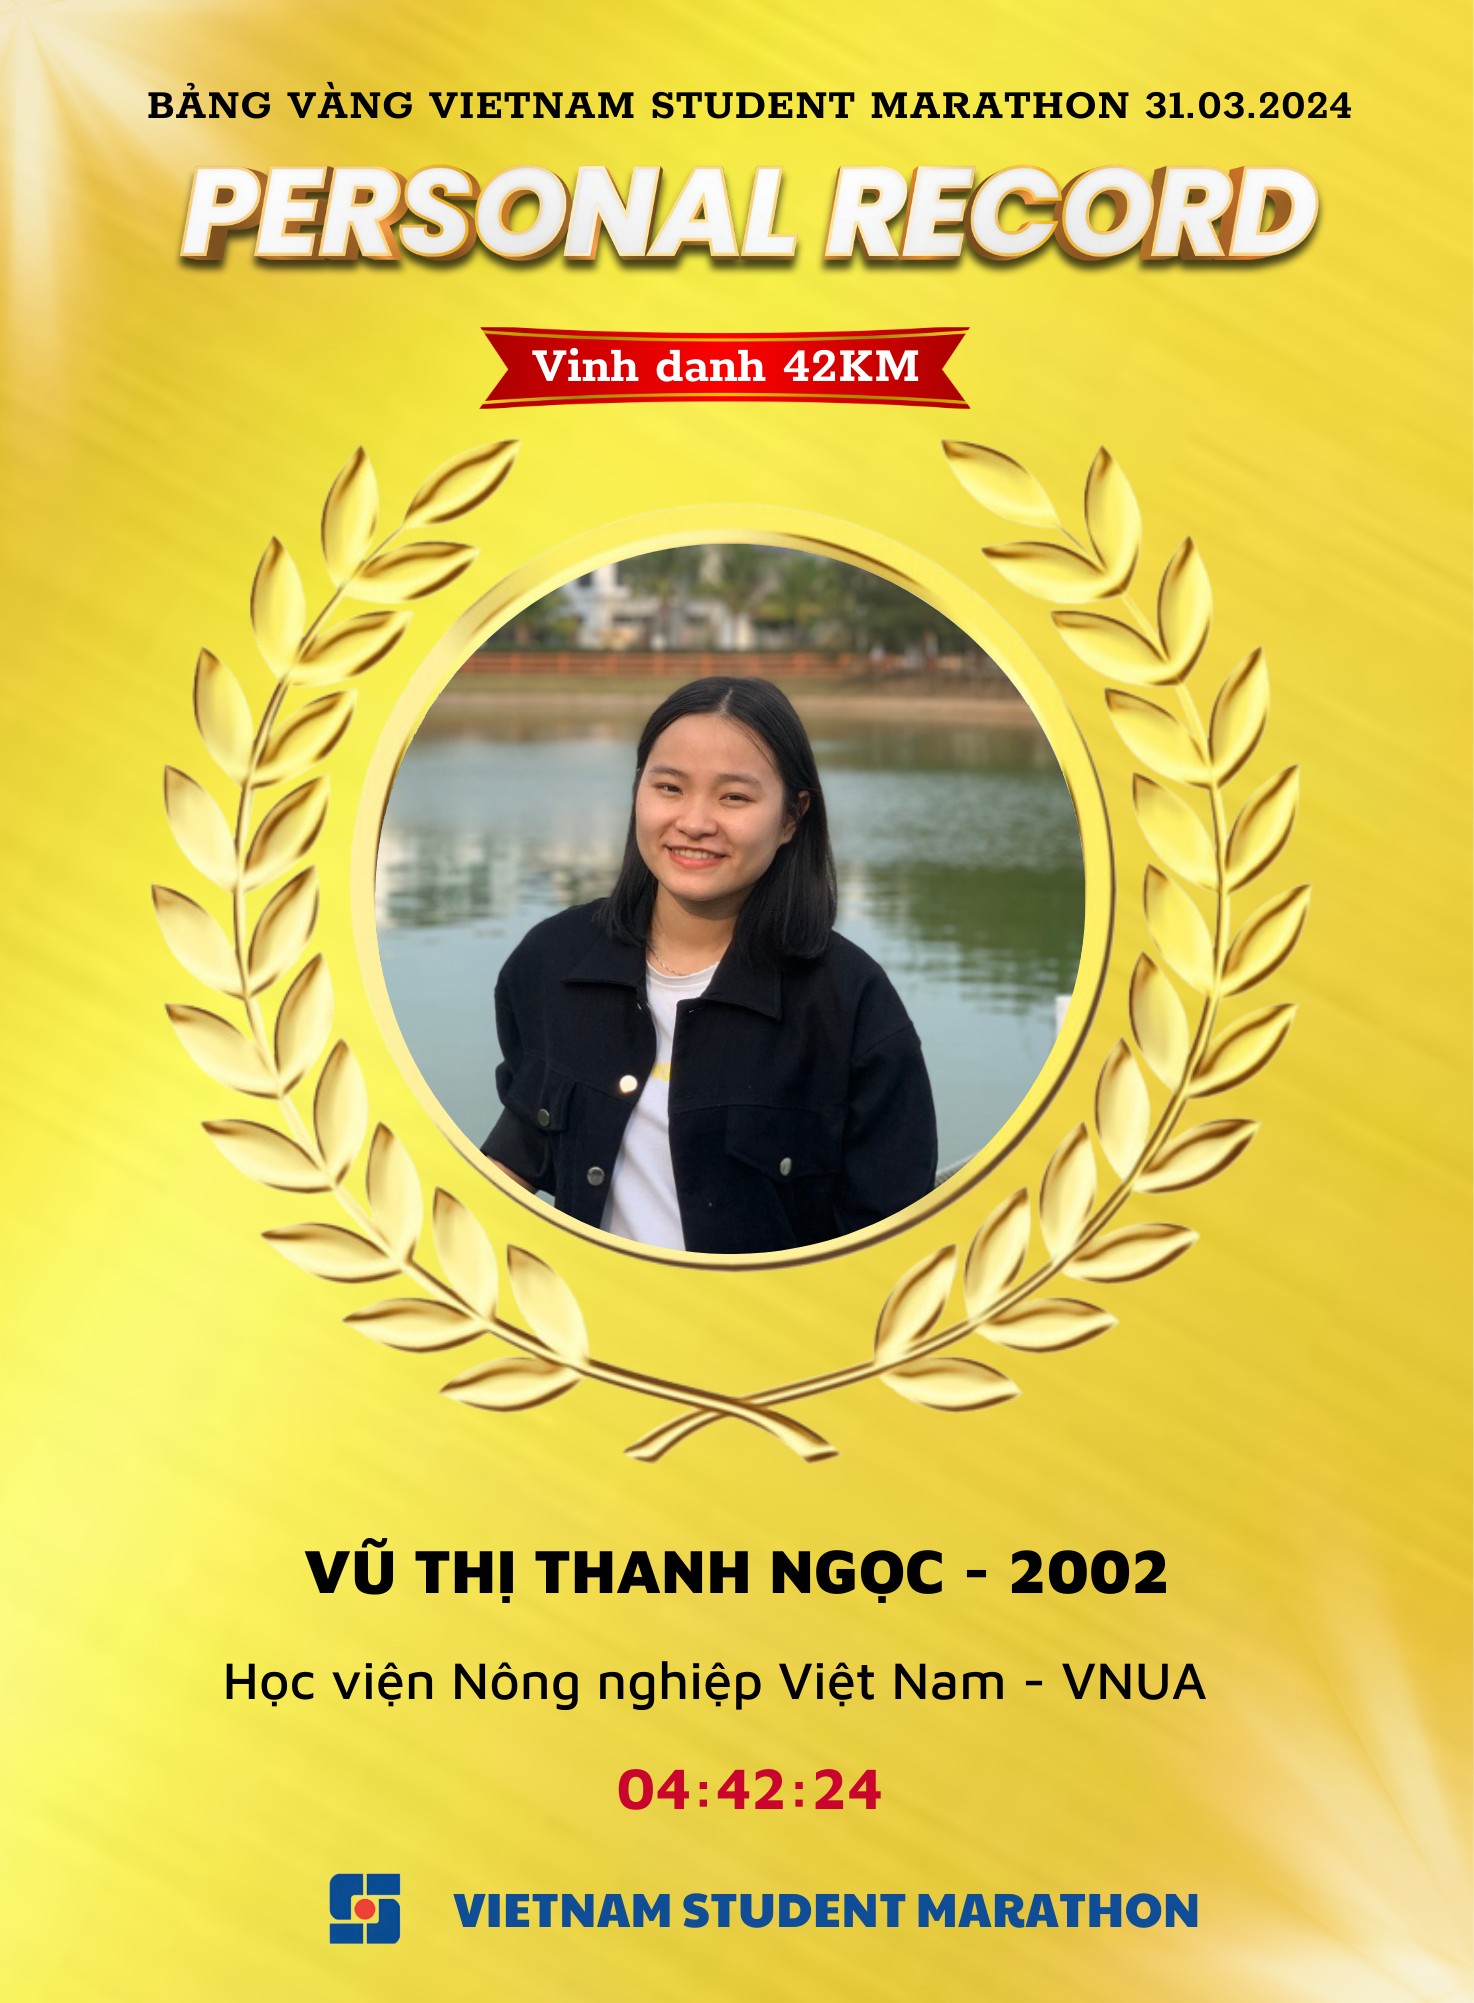 BẢNG VÀNG VIETNAM STUDENT MARATHON 31.03.2024
PERSONAL RECORD
Vinh danh 42KM
VŨ THỊ THANH NGỌC - 2002
Học viện Nông nghiệp Việt Nam - VNUA
04:42:24
VIETNAM STUDENT MARATHON